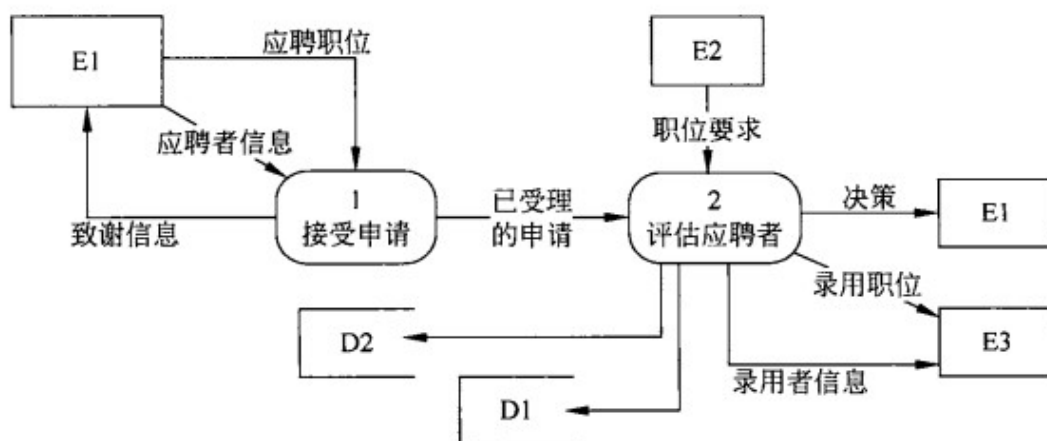 E1
应聘职位
E2
应聘者信息
职位要求
致谢信息
1
接受申请
已受理
的申请
2
评估应聘者
决策
E1
录用职位
D2
E3
录用者信息
D1